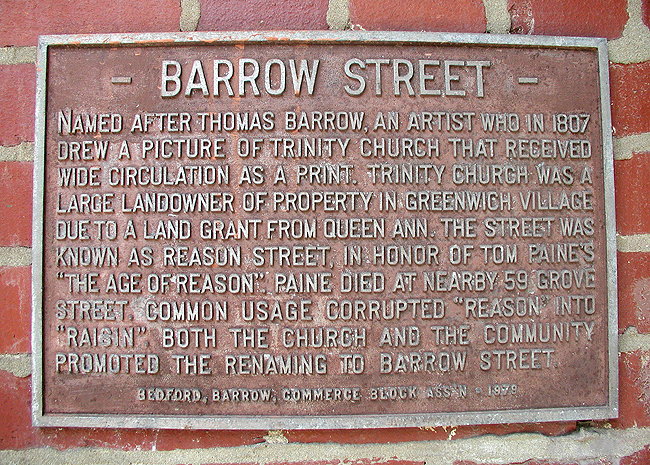 - BARROW STREET -
NAMED AFTER THOMAS BARROW, AN ARTIST WHO IN 1807
DREW A PICTURE OF TRINITY CHURCH THAT RECEIVED
WIDE CIRCULATION AS A PRINT. TRINITY CHURCH WAS A
LARGE LANDOWNER OF PROPERTY IN GREENWICH VILLAGE
DUE TO A LAND GRANT FROM QUEEN ANN. THE STREET WAS
KNOWN AS REASON STREET, IN HONOR OF TOM PAINE'S
"THE AGE OF REASON". PAINE DIED AT NEARBY 59 GROVE
STREET. COMMON USAGE CORRUPTED "REASON" INTO
"RAISIN". BOTH THE CHURCH AND THE COMMUNITY
PROMOTED THE RENAMING TO BARROW STREET.
BEDFORD, BARROW, COMMERCE BLOCK ASS'N - 1979